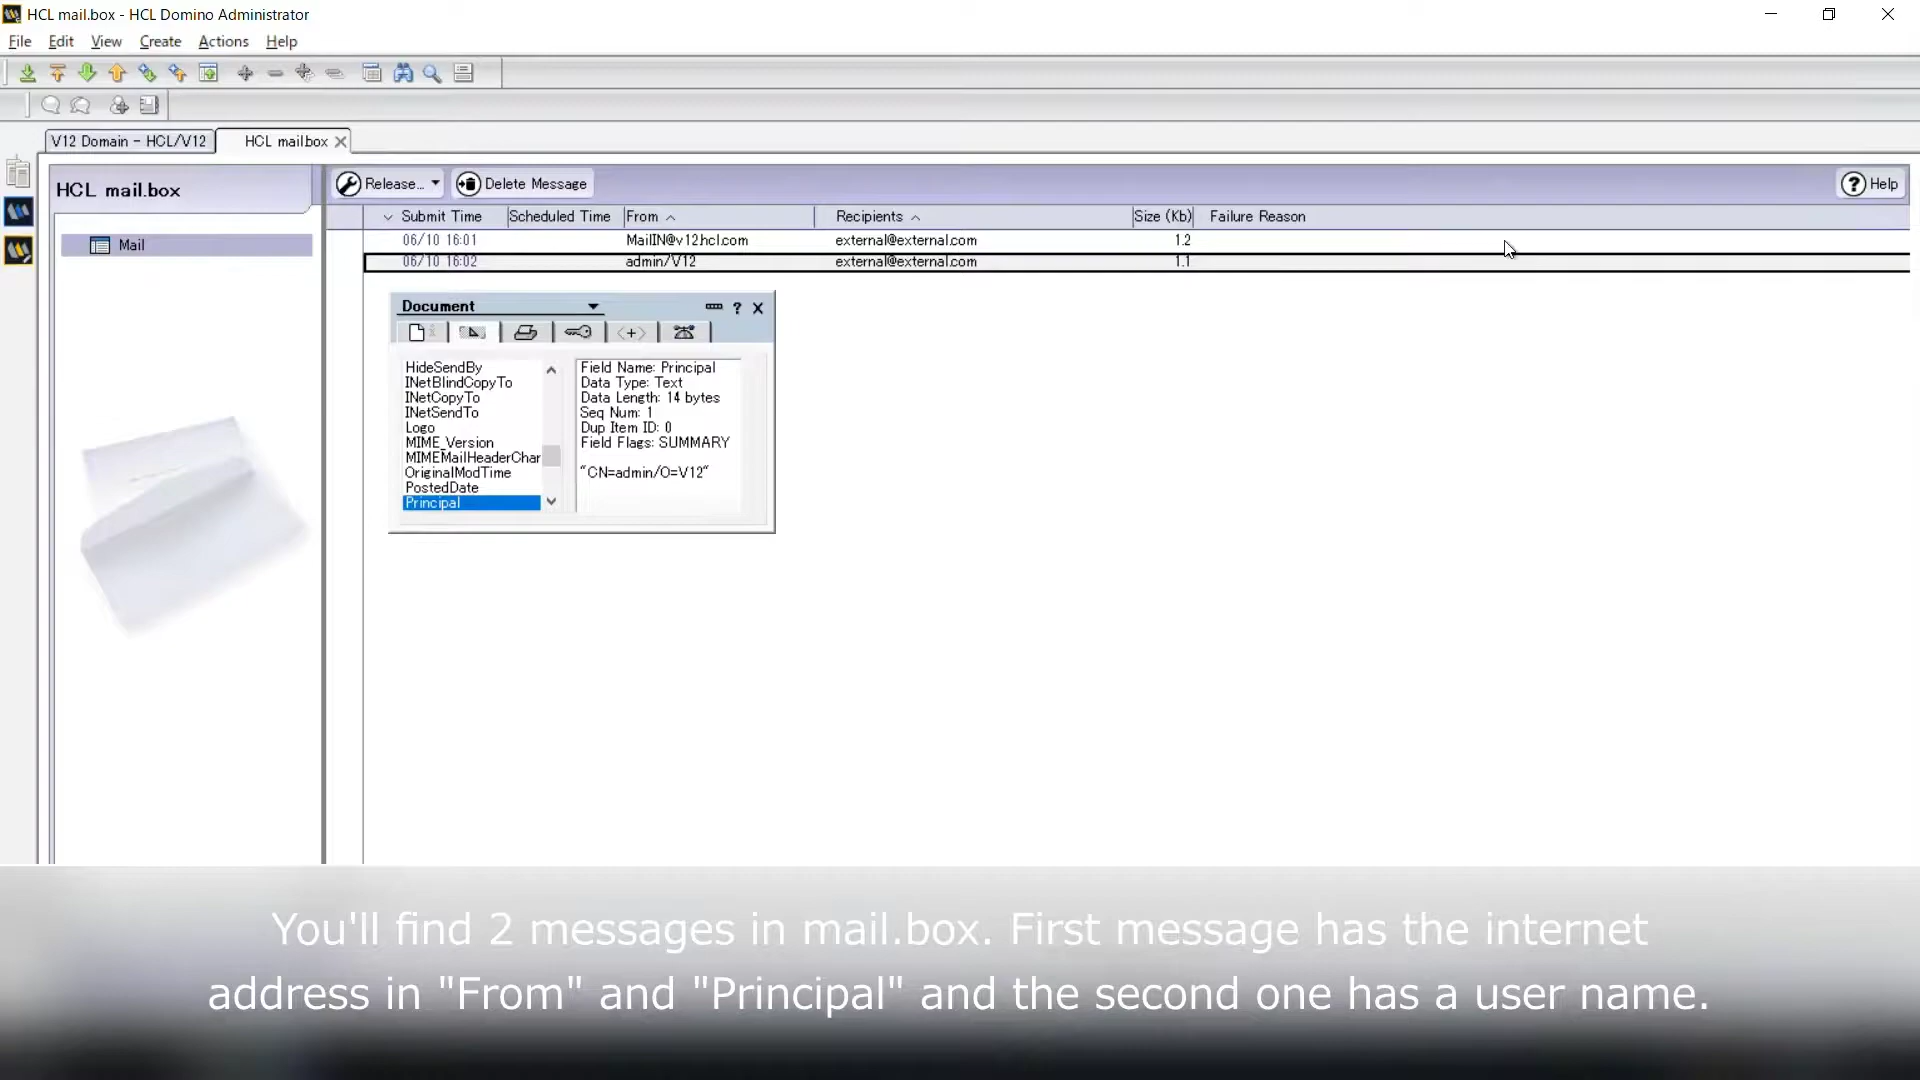 HCL mail.box - HCL Domino Administrator
File Edit View Create Actions Help
V12 Domain - HCL/V12 HCL mail.box
HCL mail.box
Release... Delete Message Help
Submit Time Scheduled Time From Recipients Size (Kb) Failure Reason
Mail
06/10 16:01 MailIN@v12.hcl.com external@external.com 1.2
06/10 16:02 admin/V12 external@external.com 1.1
Document ? X
HideSendBy
INetBlindCopyTo
INetCopyTo
INetSendTo
Logo
MIME_Version
MIMEMailHeaderChar
OriginalModTime
PostedDate
Principal
Field Name: Principal
Data Type: Text
Data Length: 14 bytes
Seq Num: 1
Dup Item ID: 0
Field Flags: SUMMARY
"CN=admin/O=V12"
You'll find 2 messages in mail.box. First message has the internet
address in "From" and "Principal" and the second one has a user name.